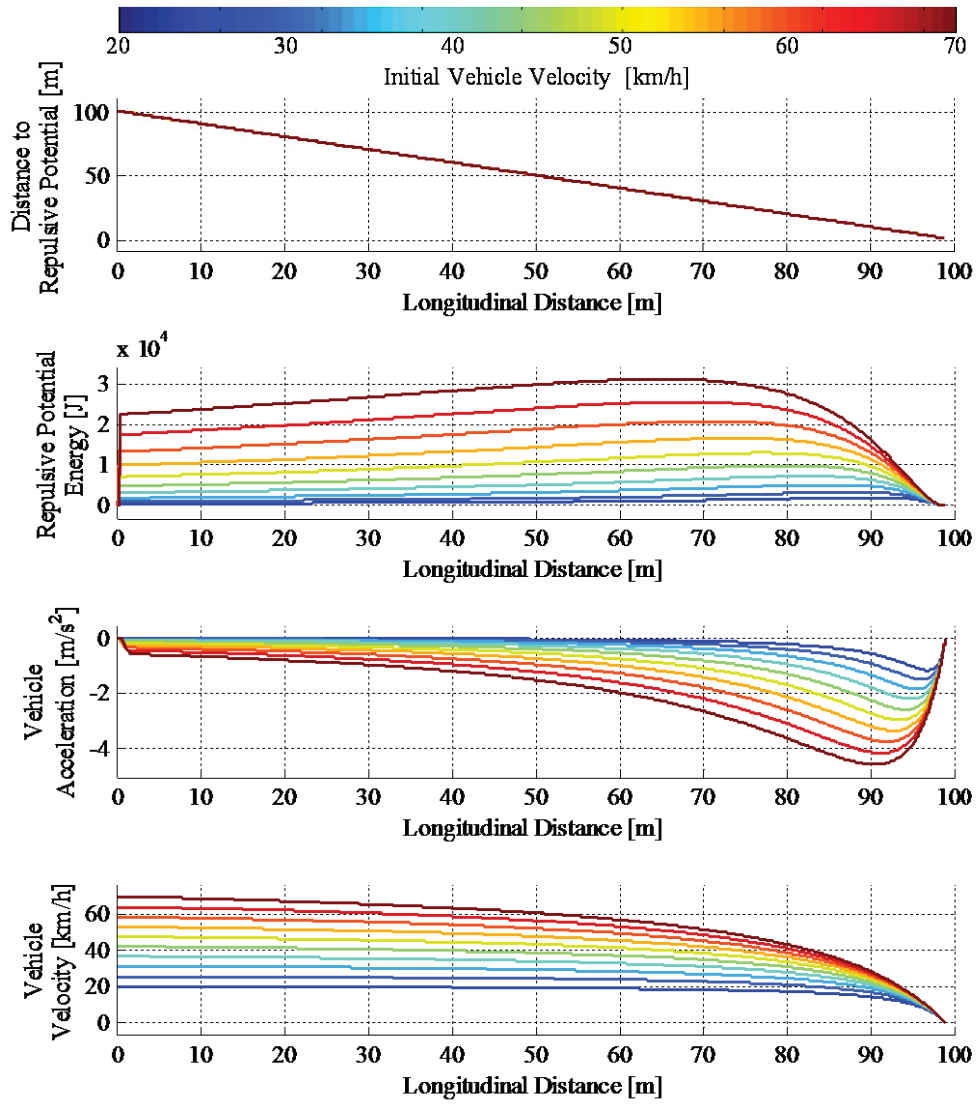 20 30 40 50 60 70
Initial Vehicle Velocity [km/h]
Distance to
Repulsive Potential [m]
100
50
0
0 10 20 30 40 50 60 70 80 90 100
Longitudinal Distance [m]
x 10^4
Repulsive Potential
Energy [J]
3
2
1
0
0 10 20 30 40 50 60 70 80 90 100
Longitudinal Distance [m]
Vehicle
Acceleration [m/s²]
0
-2
-4
0 10 20 30 40 50 60 70 80 90 100
Longitudinal Distance [m]
Vehicle
Velocity [km/h]
60
40
20
0
0 10 20 30 40 50 60 70 80 90 100
Longitudinal Distance [m]